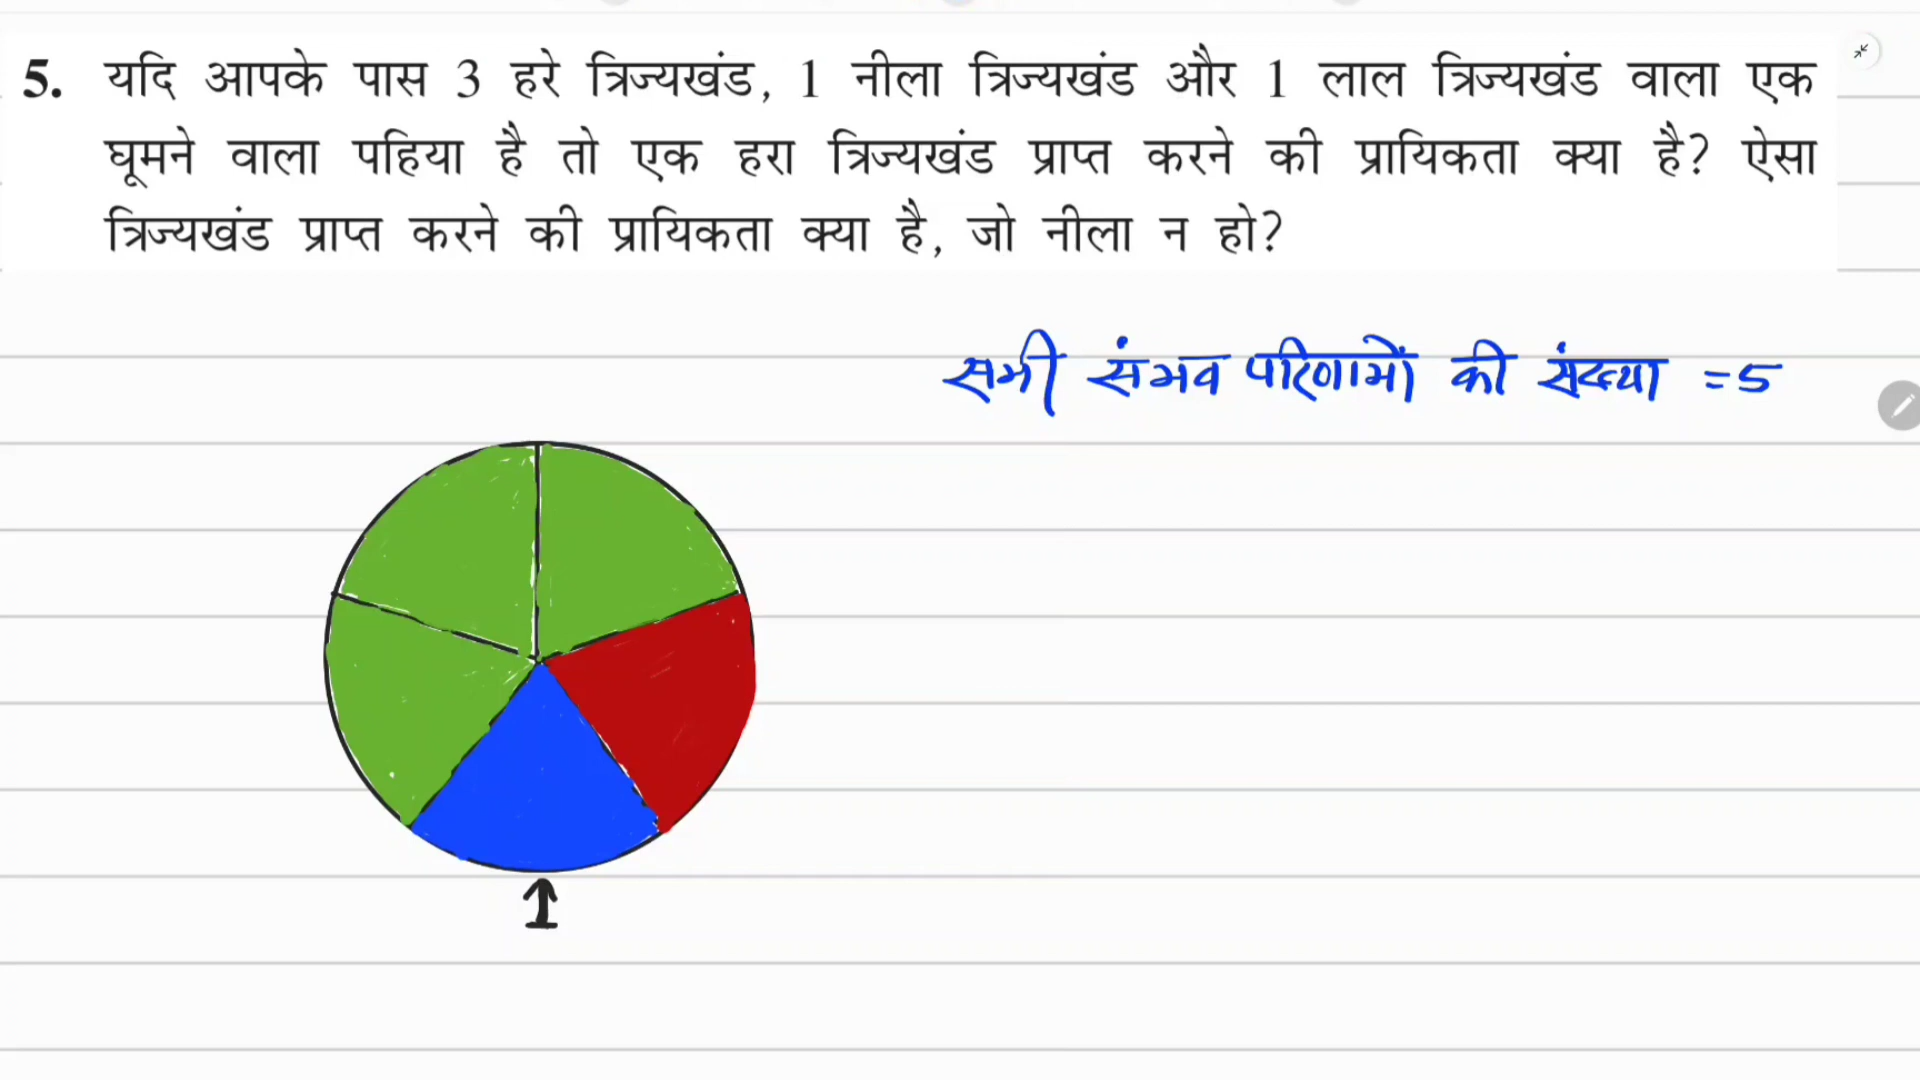 5. यदि आपके पास 3 हरे त्रिज्यखंड, 1 नीला त्रिज्यखंड और 1 लाल त्रिज्यखंड वाला एक
घूमने वाला पहिया है तो एक हरा त्रिज्यखंड प्राप्त करने की प्रायिकता क्या है? ऐसा
त्रिज्यखंड प्राप्त करने की प्रायिकता क्या है, जो नीला न हो?
सभी संभव परिणामों की संख्या = 5